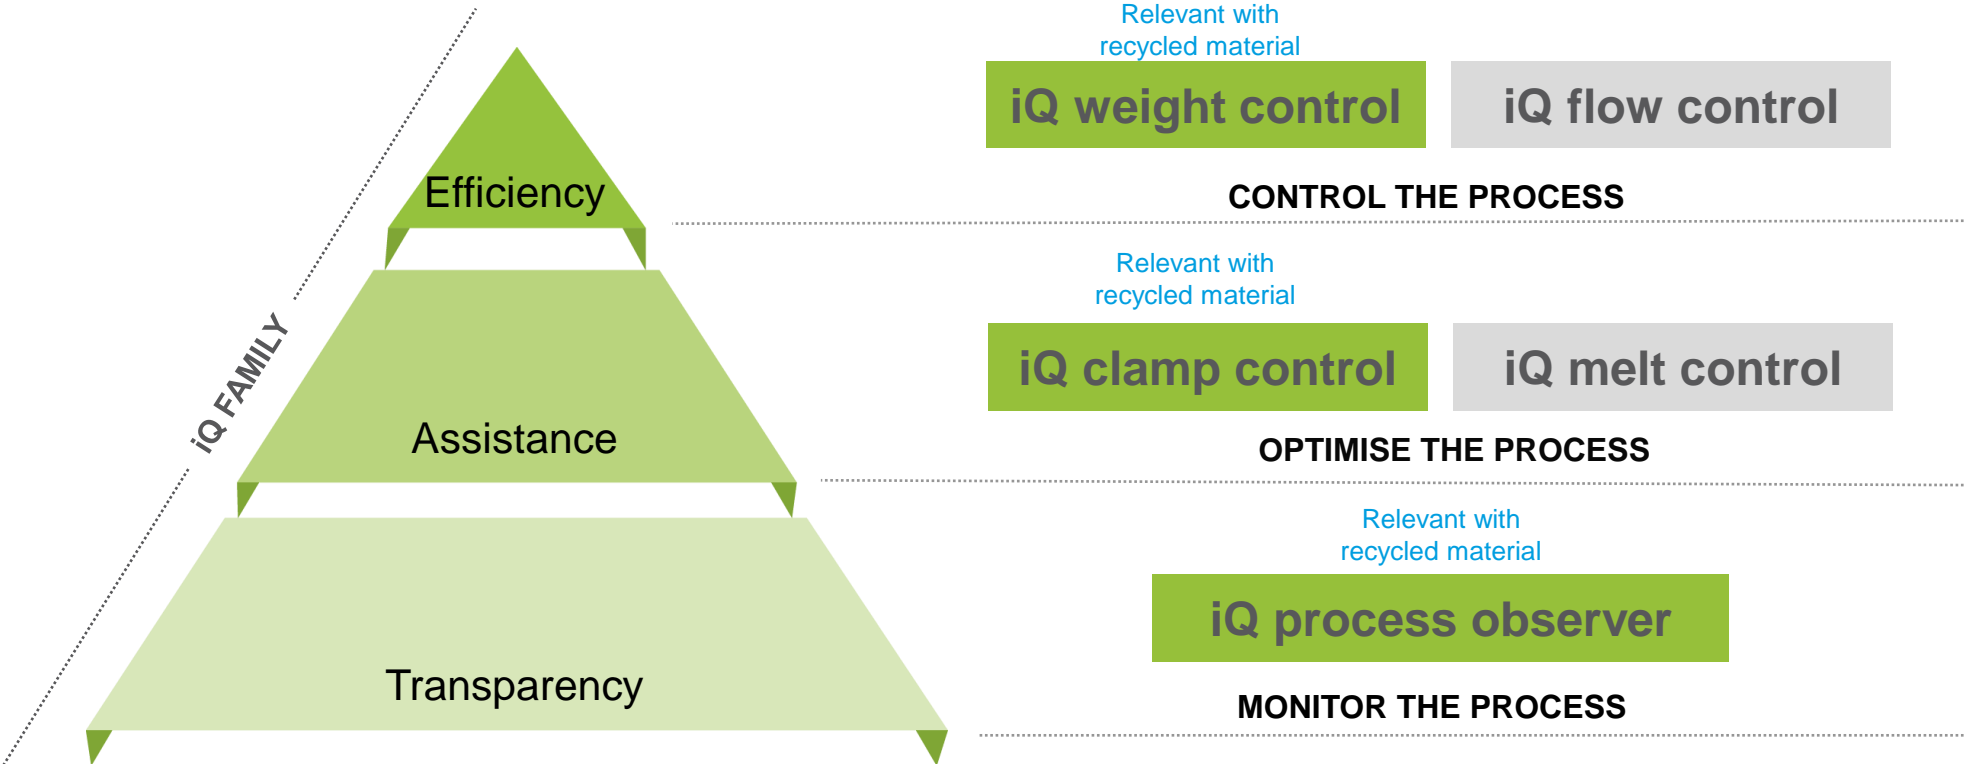 Relevant with
recycled material
iQ weight control
iQ flow control
Efficiency
CONTROL THE PROCESS
Relevant with
recycled material
iQ FAMILY
iQ clamp control
iQ melt control
Assistance
OPTIMISE THE PROCESS
Relevant with
recycled material
iQ process observer
Transparency
MONITOR THE PROCESS